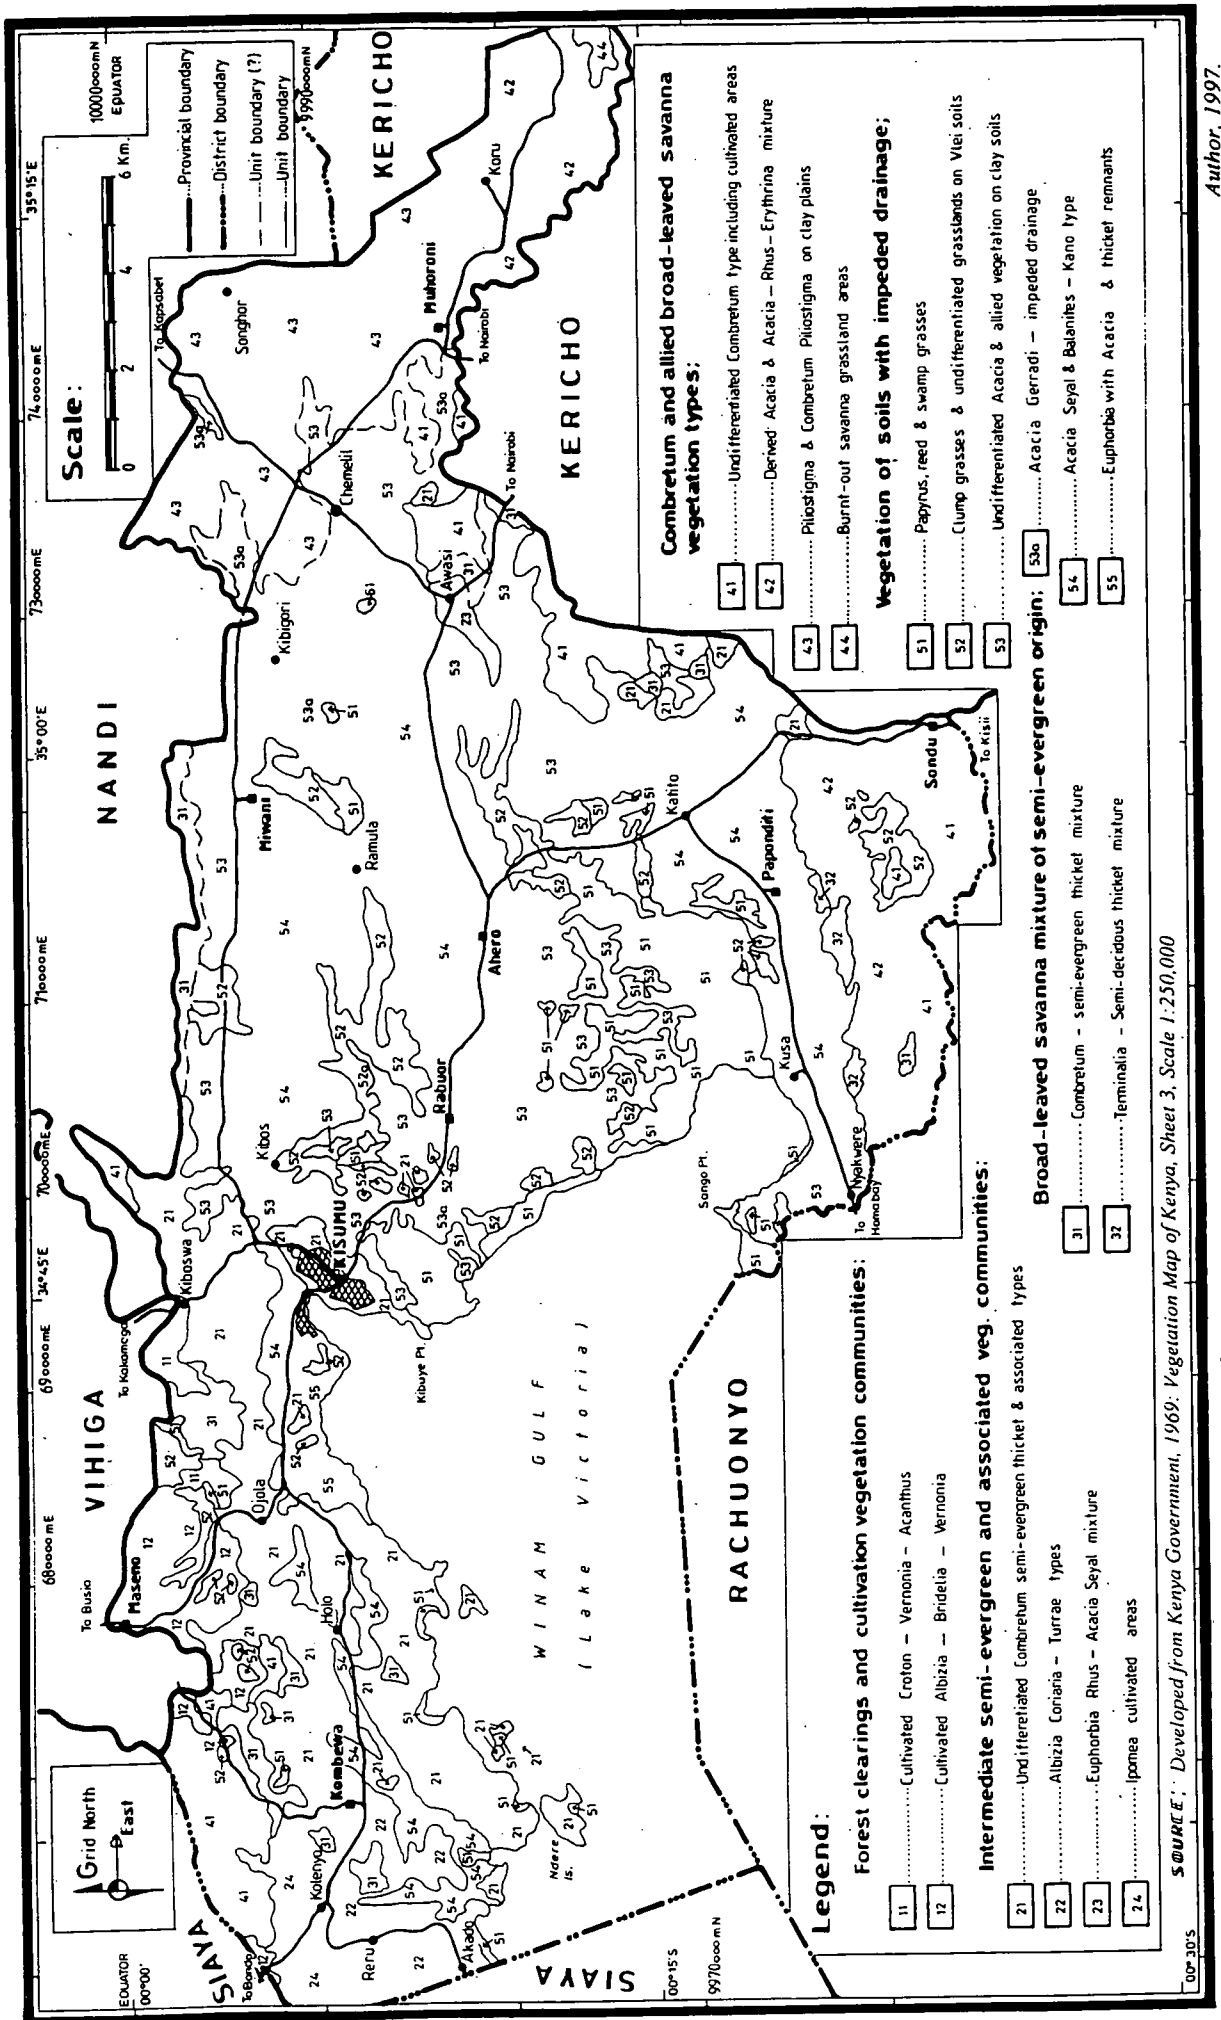 Grid North
East
Scale:
0 2 4 6 Km.
Provincial boundary
District boundary
Unit boundary (?)
Unit boundary
EQUATOR
00°00'
680000mE
690000mE
34°45'E
700000mE
710000mE
35°00'E
730000mE
740000mE
35°15'E
10000000mN
EQUATOR
9990000mN
00°15'S
9970000mN
00°30'S
SIAYA
SIAYA
VIHIGA
NANDI
KERICHO
KERICHO
RACHUONYO
WINAM GULF
(Lake Victoria)
To Busia
To Bondo
To Kakamega
To Kapsabet
To Nairobi
To Nairobi
To Kisii
To Homabay
Maseno
Kombewa
Kolenyo
Reru
Akado
Ndere Is.
Holo
Ojola
Kiboswa
KISUMU
Kibos
Kibuye Pt.
Rabuor
Ahero
Ramula
Miwani
Kibigori
Chemelil
Awasi
Songhor
Muhoroni
Koru
Katito
Papondit
Sondu
Kusa
Sango Pt.
Nyakwere
Legend:
Forest clearings and cultivation vegetation communities:
11 Cultivated Croton - Vernonia - Acanthus
12 Cultivated Albizia - Bridelia - Vernonia
Intermediate semi-evergreen and associated veg. communities:
21 Undifferetiated Combretum semi-evergreen thicket & associated types
22 Albizia Coriaria - Turrae types
23 Euphorbia Rhus - Acacia Seyal mixture
24 Iponea cultivated areas
Broad-leaved savanna mixture of semi-evergreen origin:
31 Combretum - semi-evergreen thicket mixture
32 Terminalia - Semi-decidous thicket mixture
Combretum and allied broad-leaved savanna
vegetation types:
41 Undifferentiated Combretum type including cultivated areas
42 Derived Acacia & Acacia - Rhus - Erythrina mixture
43 Piliostigma & Combretum Piliostigma on clay plains
44 Burnt-out savanna grassland areas
Vegetation of soils with impeded drainage:
51 Papyrus, reed & swamp grasses
52 Clump grasses & undifferentiated grasslands on Vlei soils
53 Undifferentiated Acacia & allied vegetation on clay soils
53a Acacia Gerradi - impeded drainage
54 Acacia Seyal & Balanites - Kano type
55 Euphorbia with Acacia & thicket remnants
SOURCE: Developed from Kenya Government, 1969: Vegetation Map of Kenya, Sheet 3, Scale 1:250,000
Author, 1997.